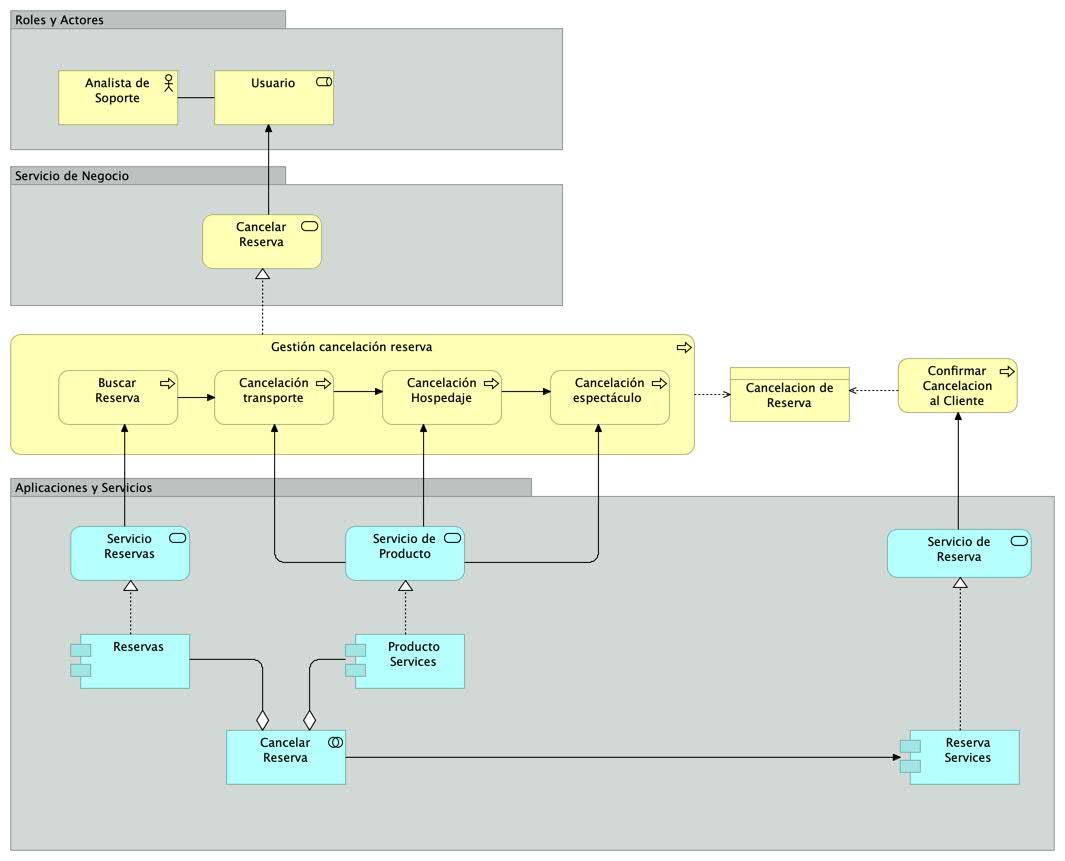 Roles y Actores
Analista de
Soporte
Usuario
Servicio de Negocio
Cancelar
Reserva
Gestión cancelación reserva
Buscar
Reserva
Cancelación
transporte
Cancelación
Hospedaje
Cancelación
espectáculo
Cancelacion de
Reserva
Confirmar
Cancelacion
al Cliente
Aplicaciones y Servicios
Servicio
Reservas
Servicio de
Producto
Servicio de
Reserva
Reservas
Producto
Services
Cancelar
Reserva
Reserva
Services